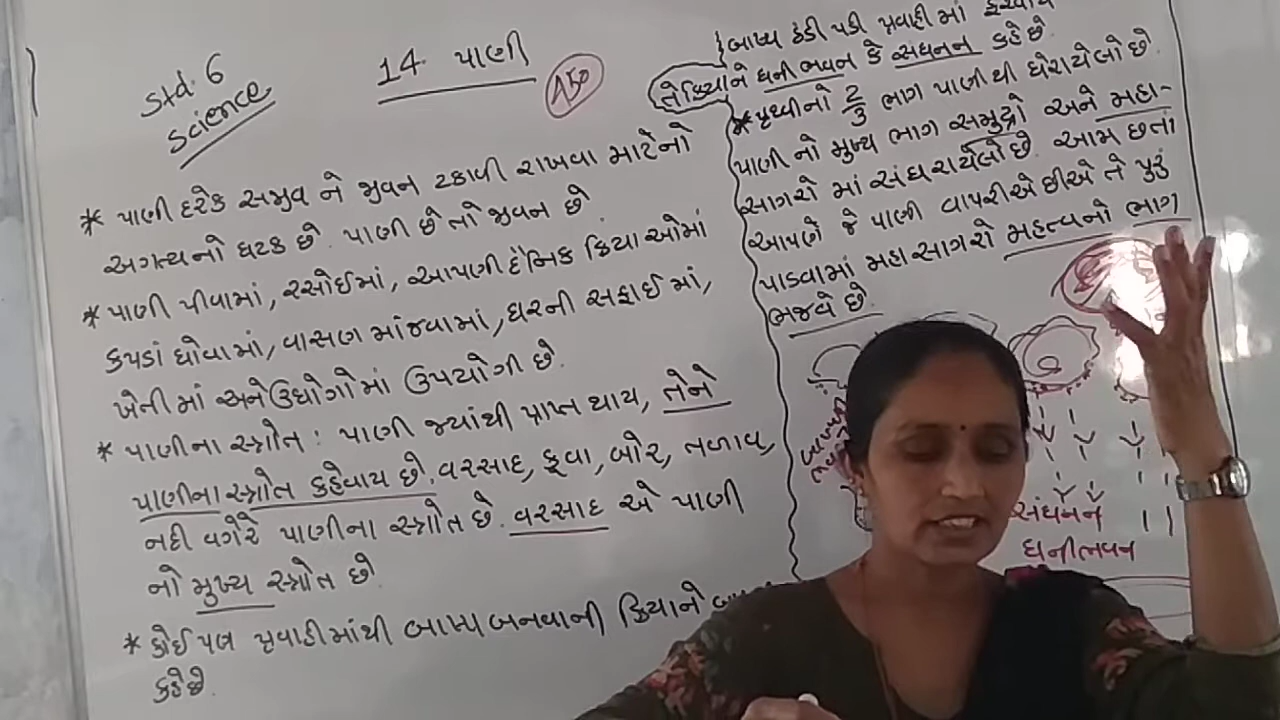 Std. 6
Science
14 પાણી
* પાણી દરેક સજીવ ને જીવન ટકાવી રાખવા માટેનો
અગત્યનો ઘટક છે. પાણી છે તો જીવન છે
* પાણી પીવામાં, રસોઈમાં, આપણી દૈનિક ક્રિયાઓમાં
કપડાં ધોવામાં, વાસણ માંજવામાં, ઘરની સફાઈ માં,
ખેતી માં અને ઉદ્યોગોમાં ઉપયોગી છે.
* પાણીના સ્ત્રોત : પાણી જ્યાંથી પ્રાપ્ત થાય, તેને
પાણીના સ્ત્રોત કહેવાય છે. વરસાદ, કૂવા, બોર, તળાવ,
નદી વગેરે પાણીના સ્ત્રોત છે. વરસાદ એ પાણી
નો મુખ્ય સ્ત્રોત છે.
* કોઈ પણ પ્રવાહીમાંથી બાષ્પ બનવાની ક્રિયાને
કહે છે.
બાષ્પ ઠંડી પડી પ્રવાહી માં
તે ક્રિયાને ઘનીભવન કે સંઘનન કહે છે.
* પૃથ્વીનો 2/3 ભાગ પાણી થી ઘેરાયેલો છે.
પાણી નો મુખ્ય ભાગ સમુદ્રો અને મહા-
સાગરો માં સંઘરાયેલો છે. આમ છતાં
આપણે જે પાણી વાપરીએ છીએ તે પુરું
પાડવામાં મહાસાગરો મહત્વનો ભાગ
ભજવે છે.
સંઘનન
ઘનીભવન